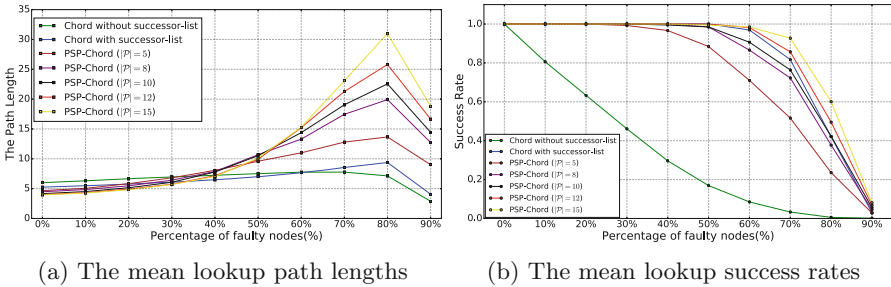 (a)
The Path Length
40
35
30
25
20
15
10
5
0
Chord without successor-list
Chord with successor-list
PSP-Chord (|P| = 5)
PSP-Chord (|P| = 8)
PSP-Chord (|P| = 10)
PSP-Chord (|P| = 12)
PSP-Chord (|P| = 15)
0% 10% 20% 30% 40% 50% 60% 70% 80% 90%
Percentage of faulty nodes(%)
(a) The mean lookup path lengths
(b)
Success Rate
1.0
0.8
0.6
0.4
0.2
0.0
Chord without successor-list
Chord with successor-list
PSP-Chord (|P| = 5)
PSP-Chord (|P| = 8)
PSP-Chord (|P| = 10)
PSP-Chord (|P| = 12)
PSP-Chord (|P| = 15)
0% 10% 20% 30% 40% 50% 60% 70% 80% 90%
Percentage of faulty nodes(%)
(b) The mean lookup success rates